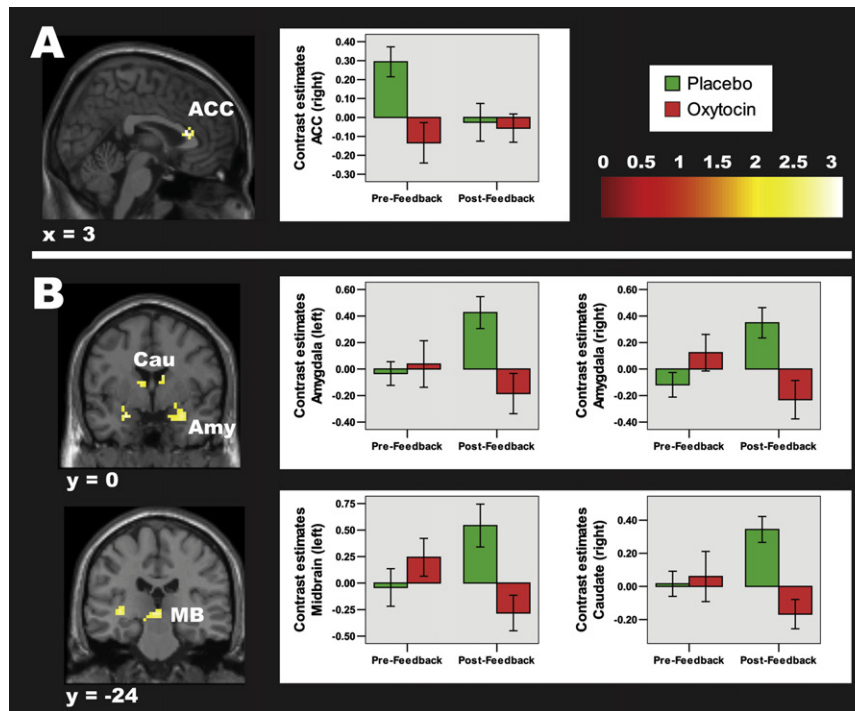 A
ACC
x = 3
Contrast estimates
ACC (right)
0.40
0.30
0.20
0.10
0.00
-0.10
-0.20
-0.30
Pre-Feedback Post-Feedback
Placebo
Oxytocin
0 0.5 1 1.5 2 2.5 3
B
Cau
Amy
y = 0
Contrast estimates
Amygdala (left)
0.60
0.40
0.20
0.00
-0.20
-0.40
Pre-Feedback Post-Feedback
Contrast estimates
Amygdala (right)
0.60
0.40
0.20
0.00
-0.20
-0.40
Pre-Feedback Post-Feedback
MB
y = -24
Contrast estimates
Midbrain (left)
0.75
0.50
0.25
0.00
-0.25
-0.50
Pre-Feedback Post-Feedback
Contrast estimates
Caudate (right)
0.40
0.20
0.00
-0.20
Pre-Feedback Post-Feedback